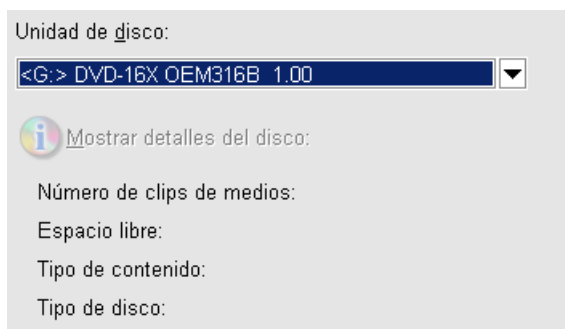 Unidad de disco:
<G:> DVD-16X OEM316B 1.00
Mostrar detalles del disco:
Número de clips de medios:
Espacio libre:
Tipo de contenido:
Tipo de disco: